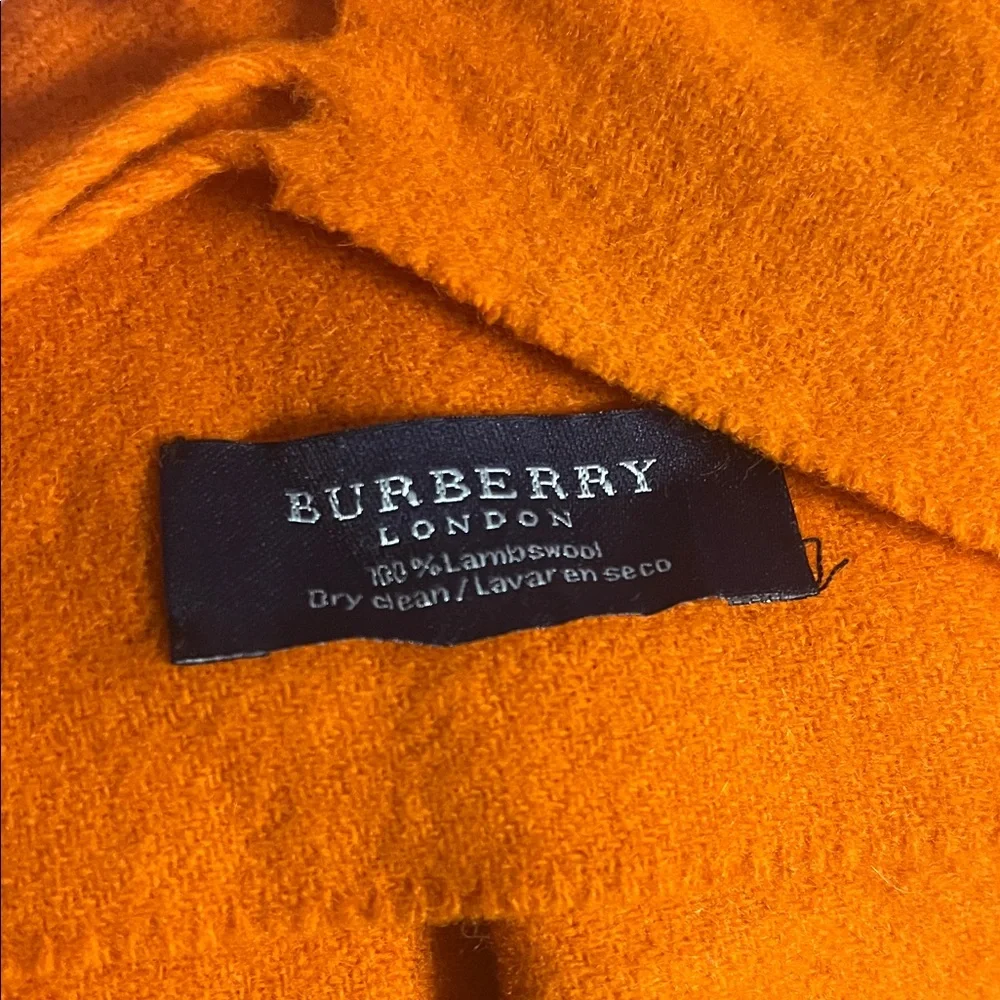 BURBERRY
LONDON
100%Lambswool
Dry clean/Lavar en seco